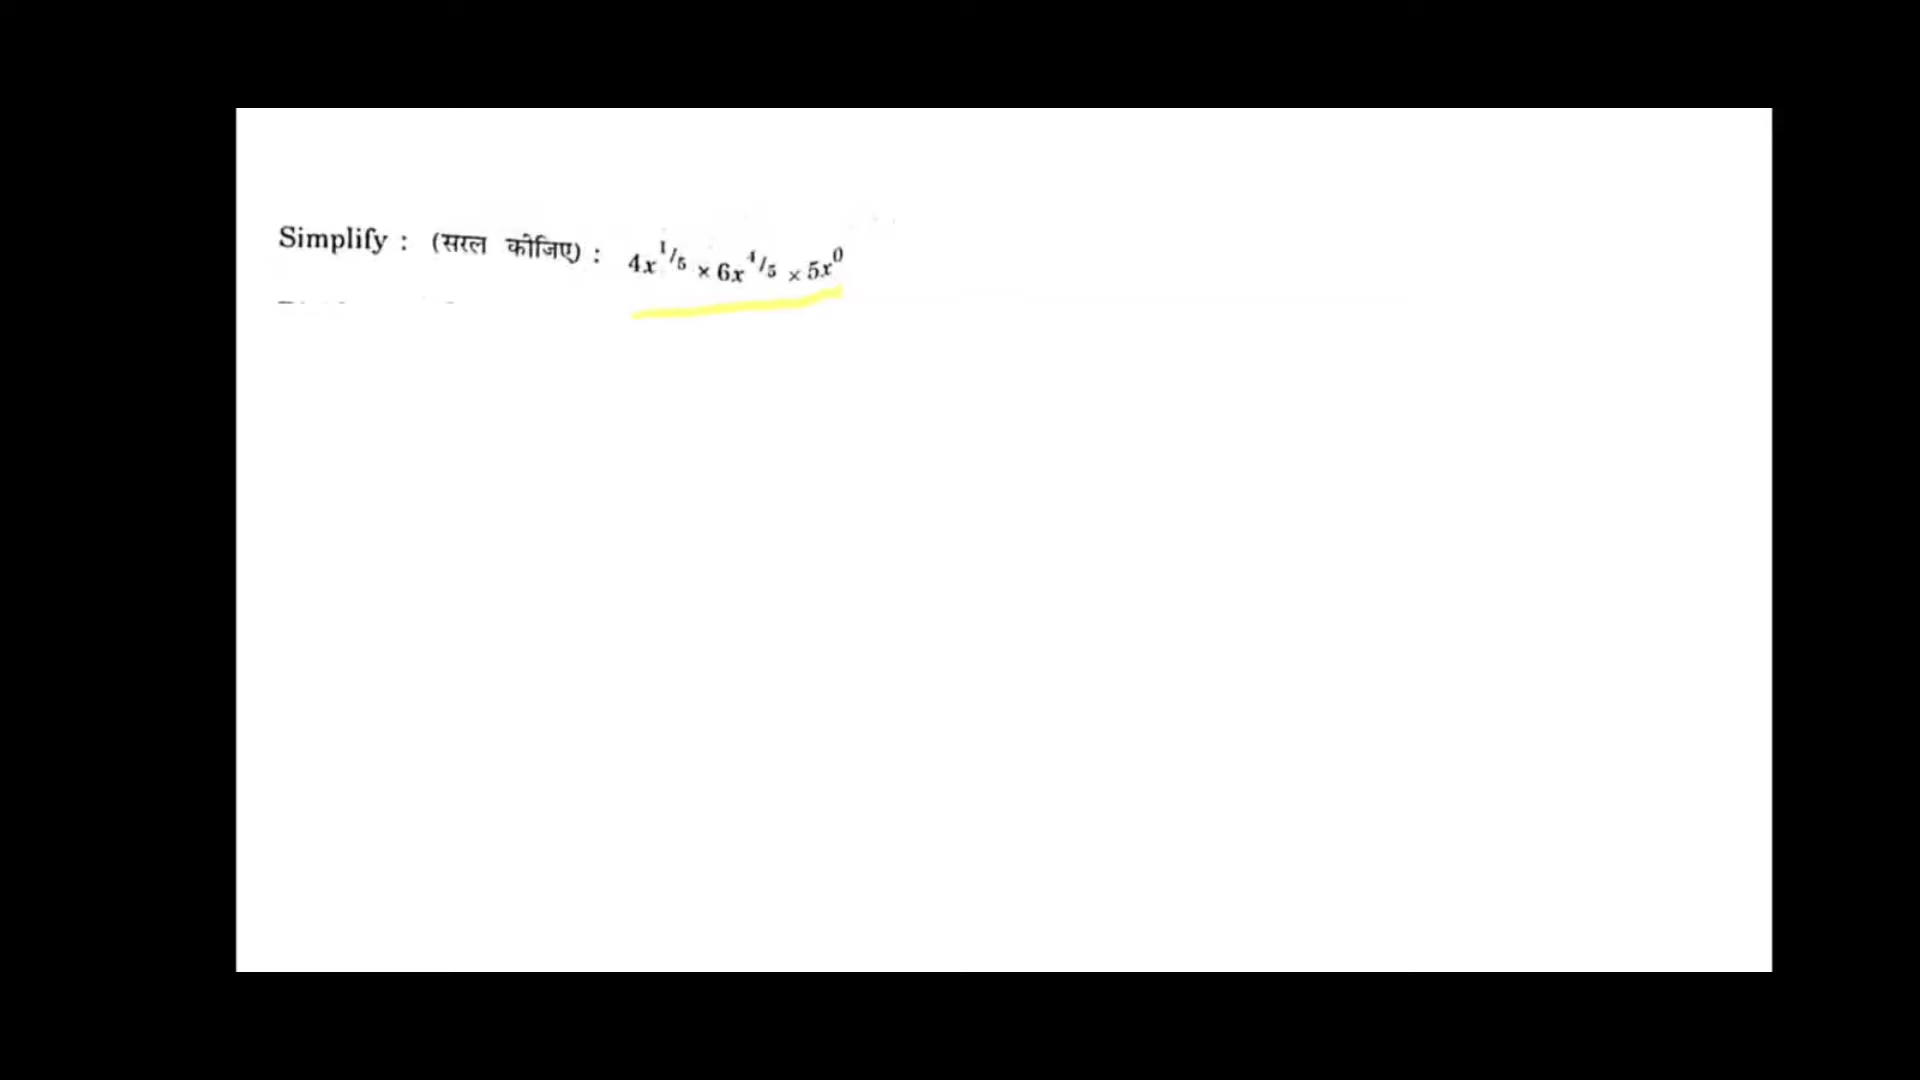 Simplify : (सरल कीजिए) : 4x^1/5 × 6x^4/5 × 5x^0